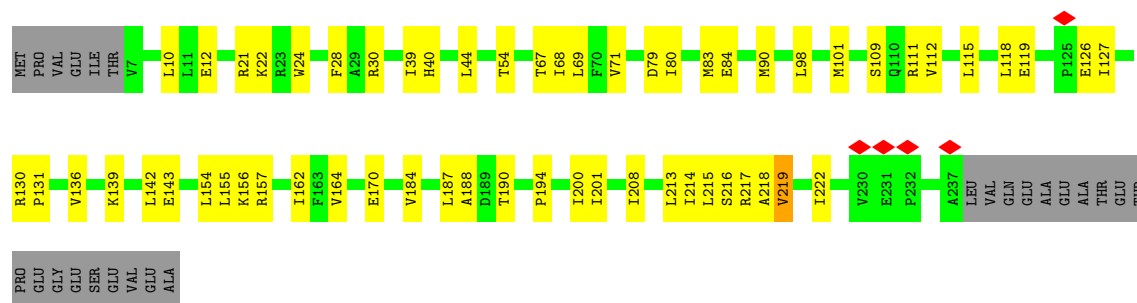 MET PRO VAL GLU ILE THR V7 L10 L11 E12 R21 K22 R23 W24 F28 A29 R30 I39 H40 L44 T54 T67 I68 L69 F70 V71 D79 I80 M83 E84 M90 L98 M101 S109 Q110 R111 V112 L115 L118 E119 P125 E126 I127
R130 P131 V136 K139 L142 E143 L154 L155 K156 R157 I162 F163 V164 E170 V184 L187 A188 D189 T190 P194 I200 I201 I208 L213 I214 L215 S216 R217 A218 V219 I222 V230 E231 P232 A237 LEU VAL GLN GLU ALA GLU ALA THR GLU THR
PRO GLU GLY GLU SER GLU VAL GLU ALA